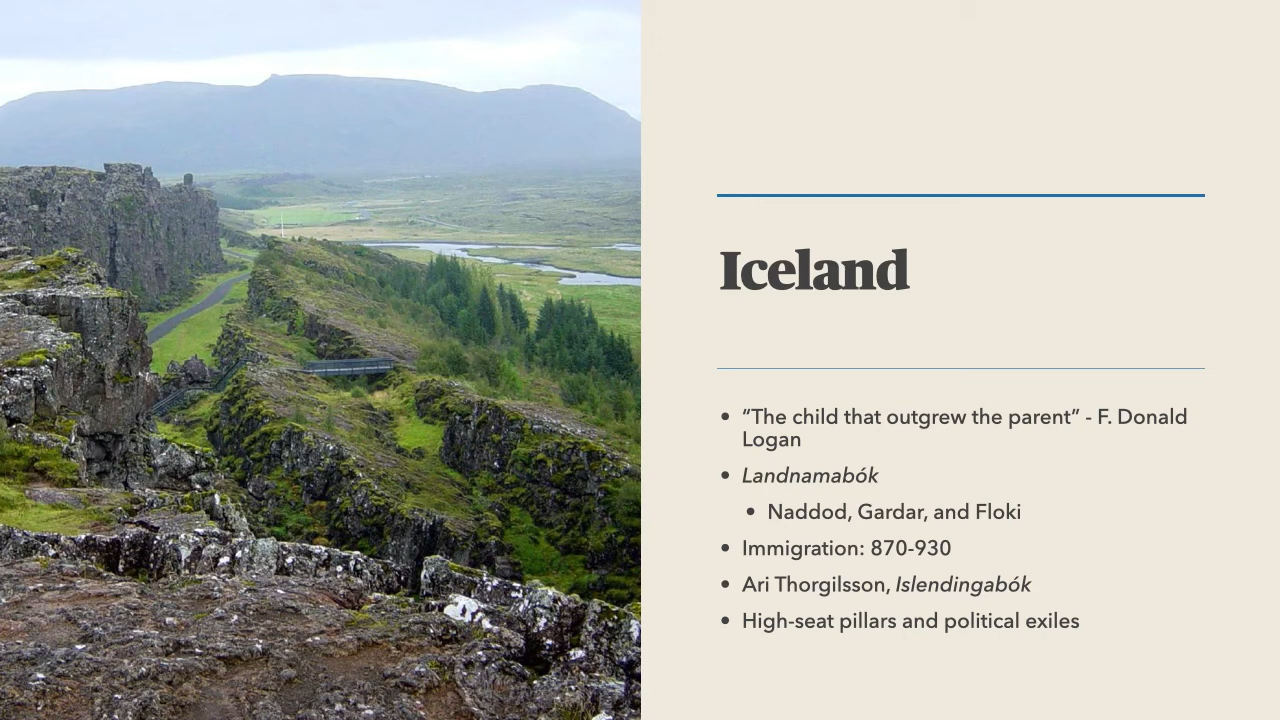 Iceland
• “The child that outgrew the parent” - F. Donald
Logan
• Landnamabók
• Naddod, Gardar, and Floki
• Immigration: 870-930
• Ari Thorgilsson, Islendingabók
• High-seat pillars and political exiles